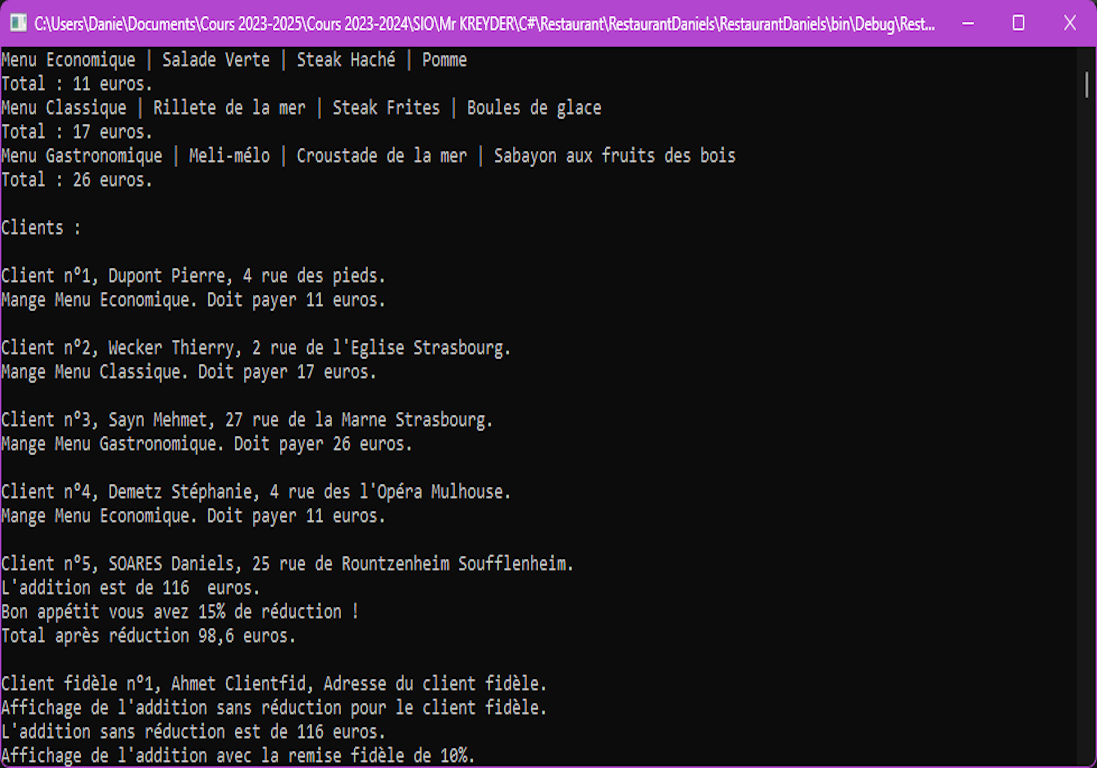 C:\Users\Danie\Documents\Cours 2023-2025\Cours 2023-2024\SIO\Mr KREYDER\C#\Restaurant\RestaurantDaniels\RestaurantDaniels\bin\Debug\Rest...
Menu Economique | Salade Verte | Steak Haché | Pomme
Total : 11 euros.
Menu Classique | Rillete de la mer | Steak Frites | Boules de glace
Total : 17 euros.
Menu Gastronomique | Meli-mélo | Croustade de la mer | Sabayon aux fruits des bois
Total : 26 euros.
Clients :
Client n°1, Dupont Pierre, 4 rue des pieds.
Mange Menu Economique. Doit payer 11 euros.
Client n°2, Wecker Thierry, 2 rue de l'Eglise Strasbourg.
Mange Menu Classique. Doit payer 17 euros.
Client n°3, Sayn Mehmet, 27 rue de la Marne Strasbourg.
Mange Menu Gastronomique. Doit payer 26 euros.
Client n°4, Demetz Stéphanie, 4 rue des l'Opéra Mulhouse.
Mange Menu Economique. Doit payer 11 euros.
Client n°5, SOARES Daniels, 25 rue de Rountzenheim Soufflenheim.
L'addition est de 116  euros.
Bon appétit vous avez 15% de réduction !
Total après réduction 98,6 euros.
Client fidèle n°1, Ahmet Clientfid, Adresse du client fidèle.
Affichage de l'addition sans réduction pour le client fidèle.
L'addition sans réduction est de 116 euros.
Affichage de l'addition avec la remise fidèle de 10%.